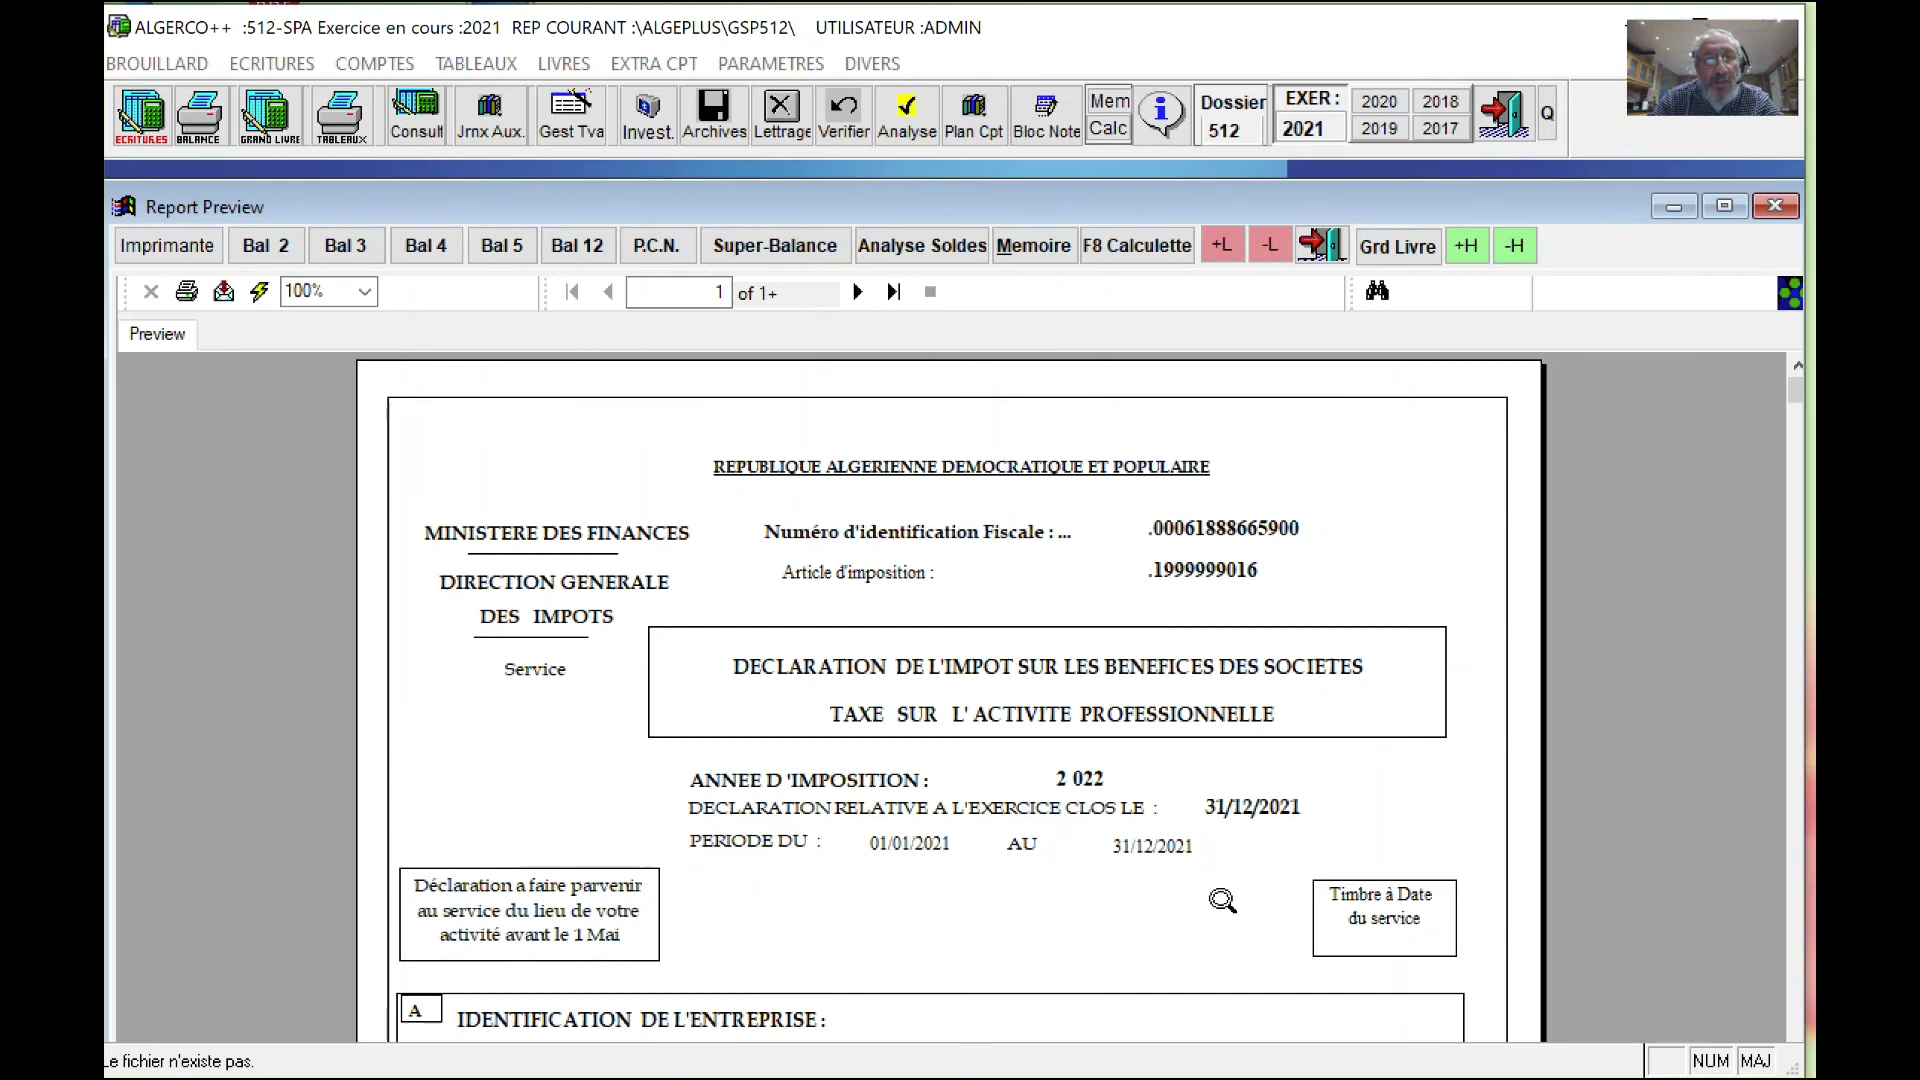 ALGERCO++ :512-SPA Exercice en cours :2021 REP COURANT :\ALGEPLUS\GSP512\ UTILISATEUR :ADMIN
BROUILLARD ECRITURES COMPTES TABLEAUX LIVRES EXTRA CPT PARAMETRES DIVERS
ECRITURES BALANCE GRAND LIVRE TABLEAUX Consult Jrnx Aux. Gest Tva Invest. Archives Lettrage Verifier Analyse Plan Cpt Bloc Note Mem Calc Dossier 512 EXER : 2021 2020 2018 2019 2017 Q
Report Preview
Imprimante Bal 2 Bal 3 Bal 4 Bal 5 Bal 12 P.C.N. Super-Balance Analyse Soldes Memoire F8 Calculette +L -L Grd Livre +H -H
100% 1 of 1+
Preview
REPUBLIQUE ALGERIENNE DEMOCRATIQUE ET POPULAIRE
MINISTERE DES FINANCES Numéro d'identification Fiscale : ... .00061888665900
Article d'imposition : .1999999016
DIRECTION GENERALE
DES IMPOTS
Service
DECLARATION DE L'IMPOT SUR LES BENEFICES DES SOCIETES
TAXE SUR L' ACTIVITE PROFESSIONNELLE
ANNEE D 'IMPOSITION : 2 022
DECLARATION RELATIVE A L'EXERCICE CLOS LE : 31/12/2021
PERIODE DU : 01/01/2021 AU 31/12/2021
Déclaration a faire parvenir
au service du lieu de votre
activité avant le 1 Mai
Timbre à Date
du service
A IDENTIFICATION DE L'ENTREPRISE :
Le fichier n'existe pas. NUM MAJ